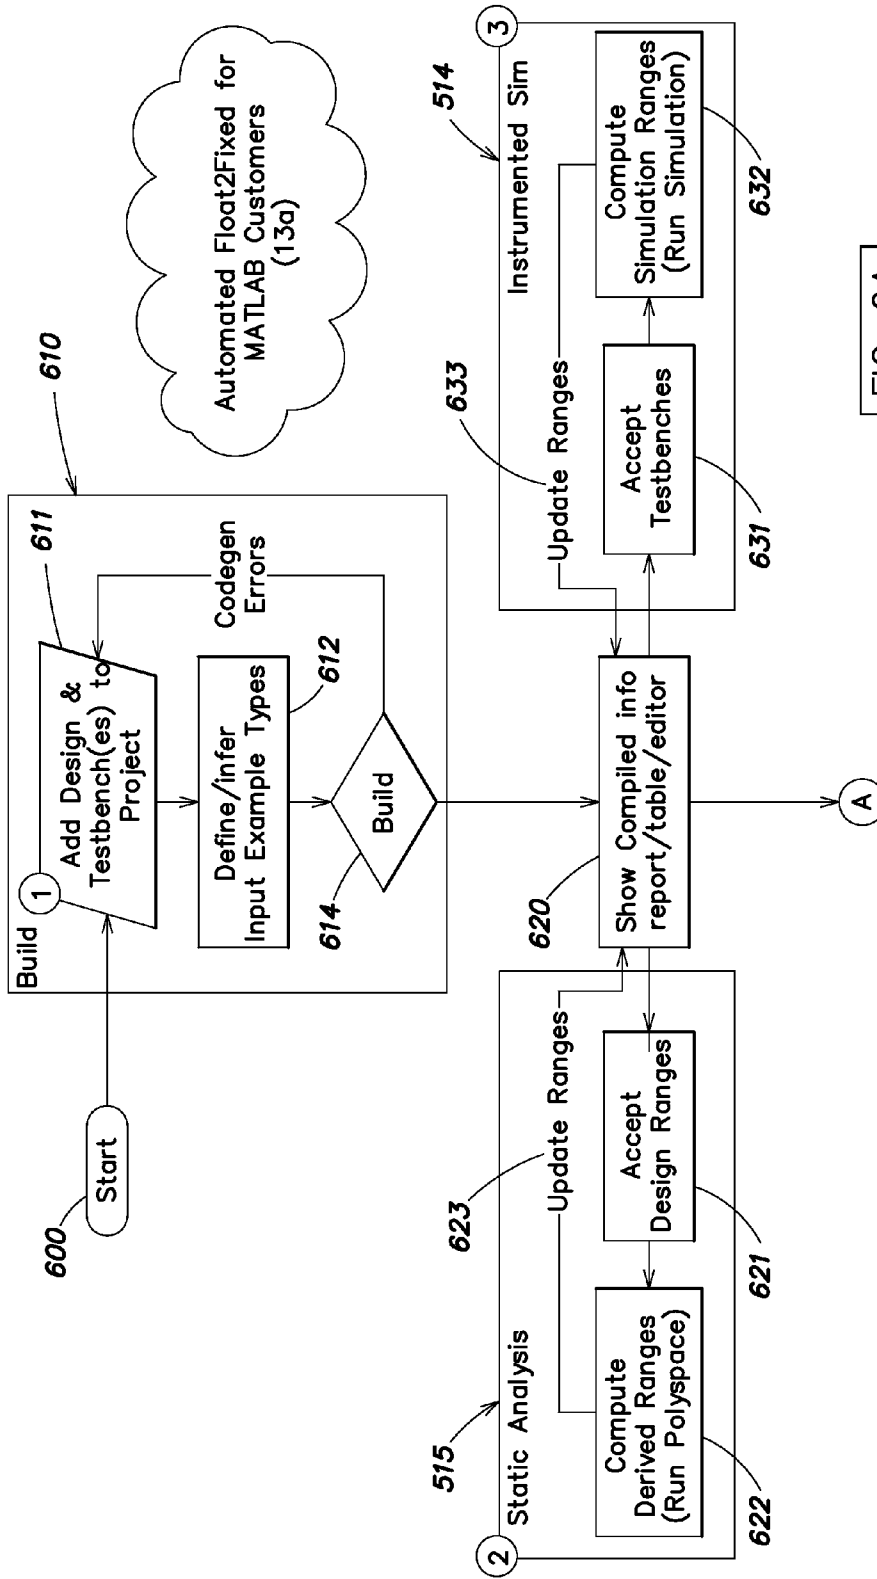 600
Start
Build
1
Add Design &
Testbench(es) to
Project
611
610
Define/infer
Input Example Types
612
Build
614
Codegen
Errors
Automated Float2Fixed for
MATLAB Customers
(13a)
515
Static Analysis
2
Compute
Derived Ranges
(Run Polyspace)
622
Accept
Design Ranges
621
Update Ranges
623
620
Show Compiled info
report/table/editor
A
514
Instrumented Sim
3
Update Ranges
633
Accept
Testbenches
631
Compute
Simulation Ranges
(Run Simulation)
632